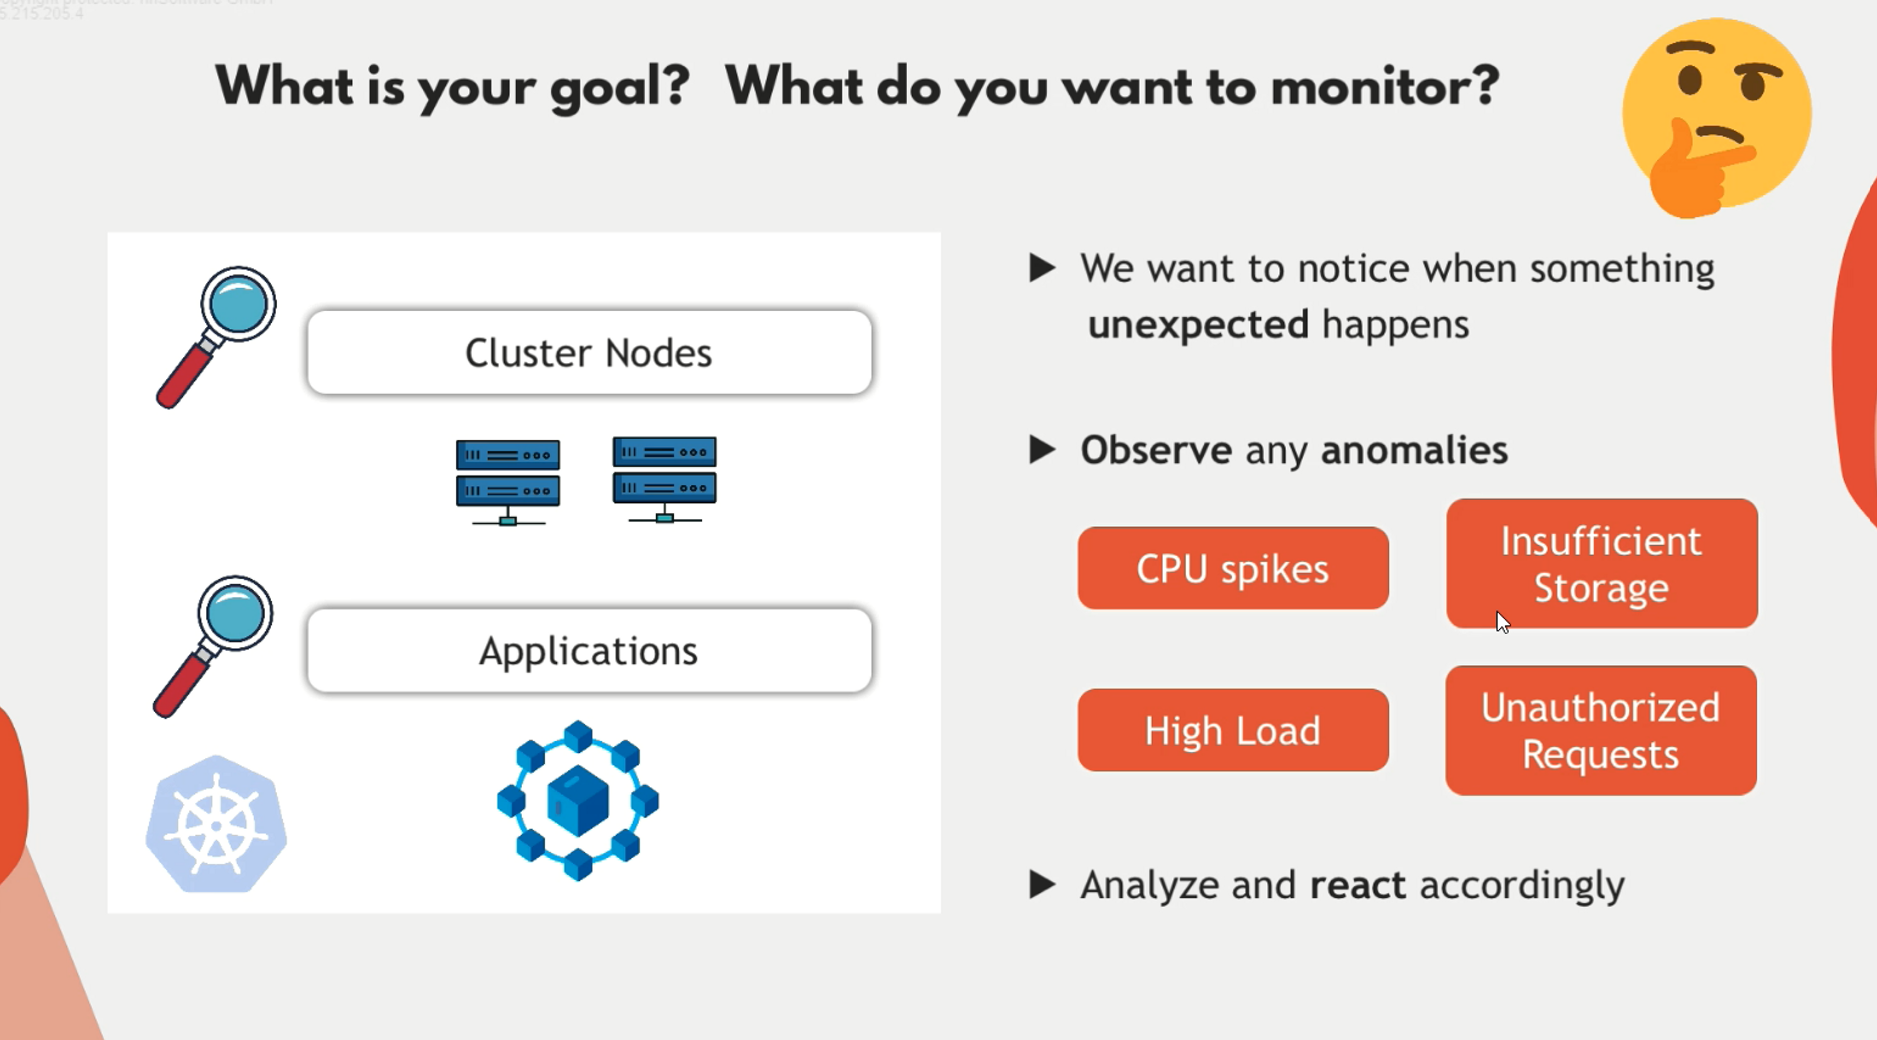 5.215.205.4
What is your goal? What do you want to monitor?
Cluster Nodes
Applications
▶ We want to notice when something
unexpected happens
▶ Observe any anomalies
CPU spikes
Insufficient
Storage
High Load
Unauthorized
Requests
▶ Analyze and react accordingly